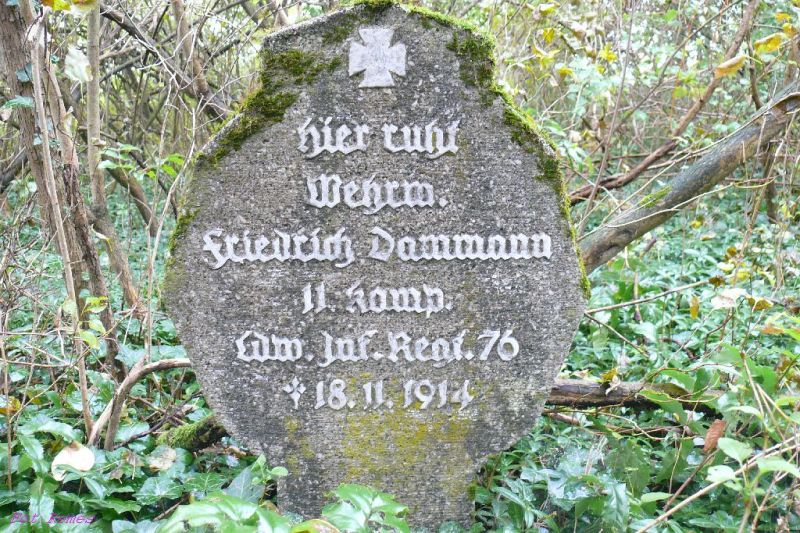 hier ruht
Wehrm.
Friedrich Dammann
11. Komp.
Ldw. Inf. Regt. 76
✝ 18. 11. 1914